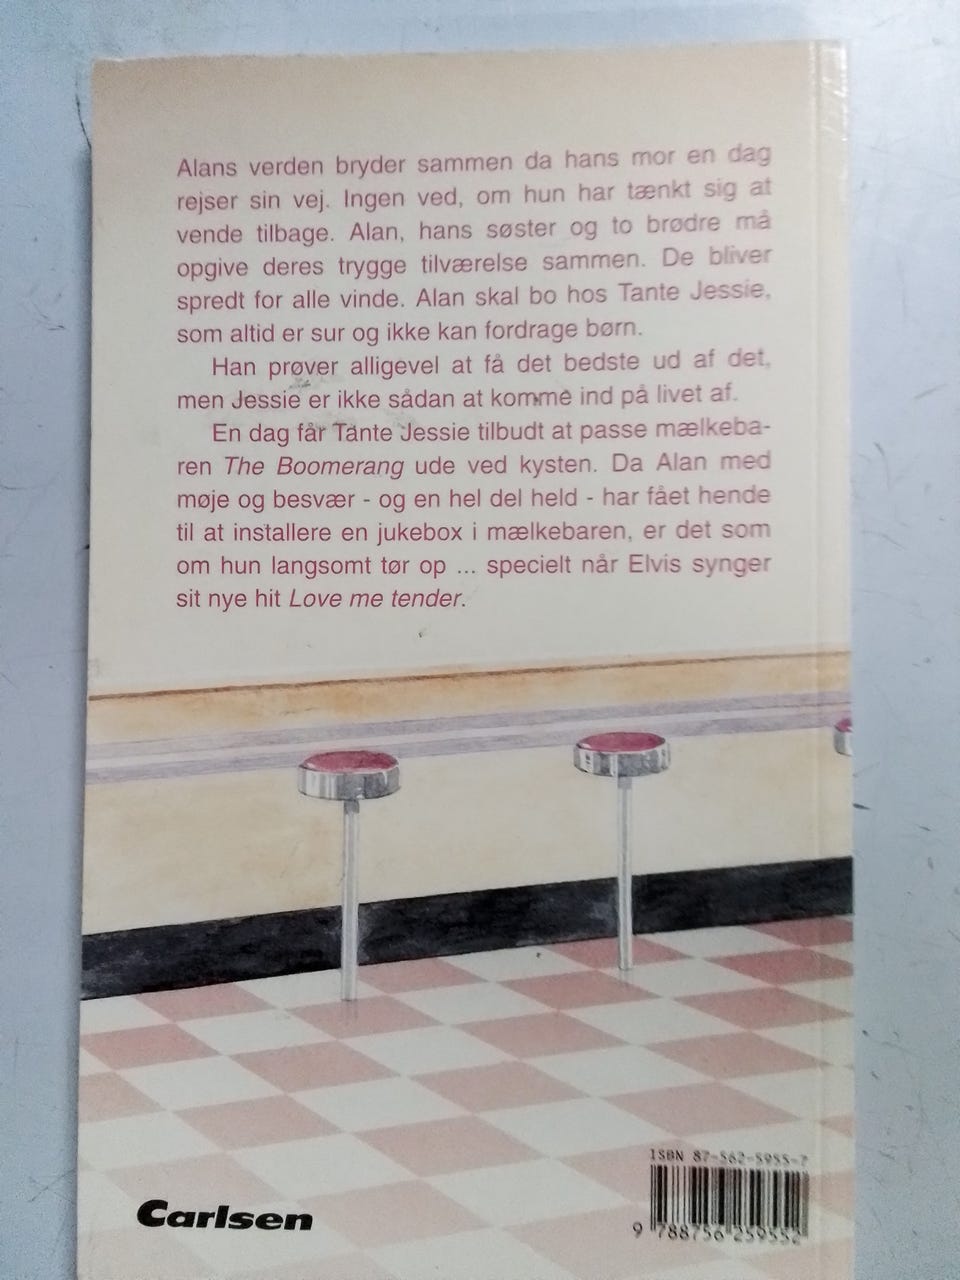 Alans verden bryder sammen da hans mor en dag
rejser sin vej. Ingen ved, om hun har tænkt sig at
vende tilbage. Alan, hans søster og to brødre må
opgive deres trygge tilværelse sammen. De bliver
spredt for alle vinde. Alan skal bo hos Tante Jessie,
som altid er sur og ikke kan fordrage børn.
Han prøver alligevel at få det bedste ud af det,
men Jessie er ikke sådan at komme ind på livet af.
En dag får Tante Jessie tilbudt at passe mælkeba-
ren The Boomerang ude ved kysten. Da Alan med
møje og besvær - og en hel del held - har fået hende
til at installere en jukebox i mælkebaren, er det som
om hun langsomt tør op ... specielt når Elvis synger
sit nye hit Love me tender.
ISBN 87-562-5955-7
9 788756 259552
Carlsen